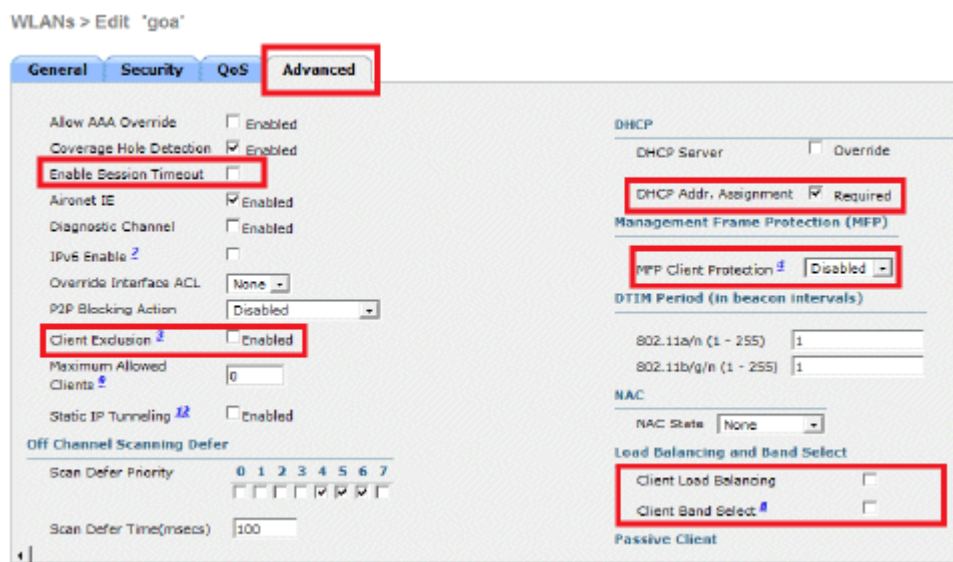 WLANs > Edit 'goa'
General Security QoS Advanced
Allow AAA Override Enabled
Coverage Hole Detection Enabled
Enable Session Timeout
Aironet IE Enabled
Diagnostic Channel Enabled
IPv6 Enable 7
Override Interface ACL None
P2P Blocking Action Disabled
Client Exclusion 3 Enabled
Maximum Allowed
Clients
0
Static IP Tunneling Enabled
Off Channel Scanning Defer
Scan Defer Priority 0 1 2 3 4 5 6 7
Scan Defer Time(msecs) 100
DHCP
DHCP Server Override
DHCP Addr. Assignment Required
Management Frame Protection (MFP)
MFP Client Protection 4 Disabled
DTIM Period (in beacon intervals)
802.11a/n (1 - 255) 1
802.11b/g/n (1 - 255) 1
NAC
NAC State None
Load Balancing and Band Select
Client Load Balancing
Client Band Select
Passive Client